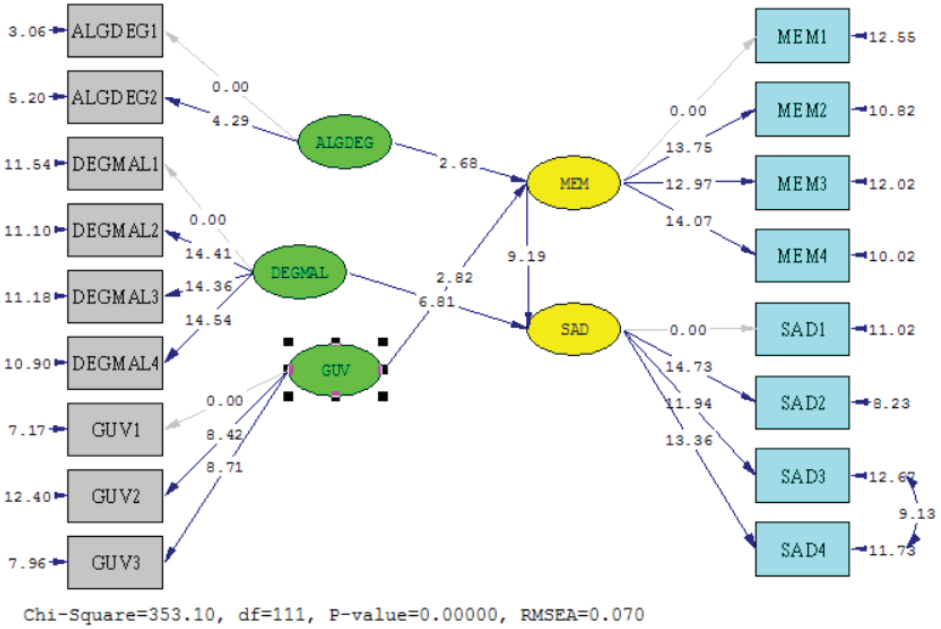 3.06 ALGDEG1 MEM1 12.55
0.00 0.00
5.20 ALGDEG2 4.29 MEM2 10.82
ALGDEG 2.68 13.75
11.54 DEGMAL1 MEM 12.97 MEM3 12.02
0.00 14.07
11.10 DEGMAL2 14.41 9.19 MEM4 10.02
DEGMAL 2.82
11.18 DEGMAL3 14.36 6.81
14.54 SAD 0.00 SAD1 11.02
10.90 DEGMAL4 GUV 14.73
0.00 11.94 SAD2 8.23
7.17 GUV1 8.42 13.36
8.71 SAD3 12.67
12.40 GUV2 9.13
7.96 GUV3 SAD4 11.73
Chi-Square=353.10, df=111, P-value=0.00000, RMSEA=0.070